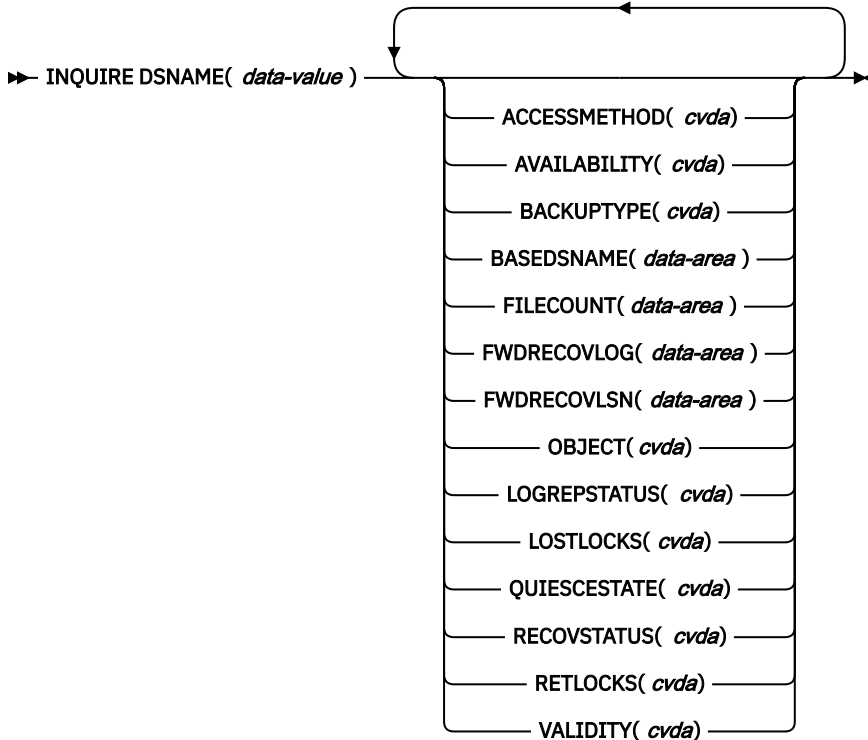 INQUIRE DSNAME( data-value )
ACCESSMETHOD( cvda)
AVAILABILITY( cvda)
BACKUPTYPE( cvda)
BASEDSNAME( data-area )
FILECOUNT( data-area )
FWDRECOVLOG( data-area )
FWDRECOVLSN( data-area )
OBJECT( cvda)
LOGREPSTATUS( cvda)
LOSTLOCKS( cvda)
QUIESCESTATE( cvda)
RECOVSTATUS( cvda)
RETLOCKS( cvda)
VALIDITY( cvda)